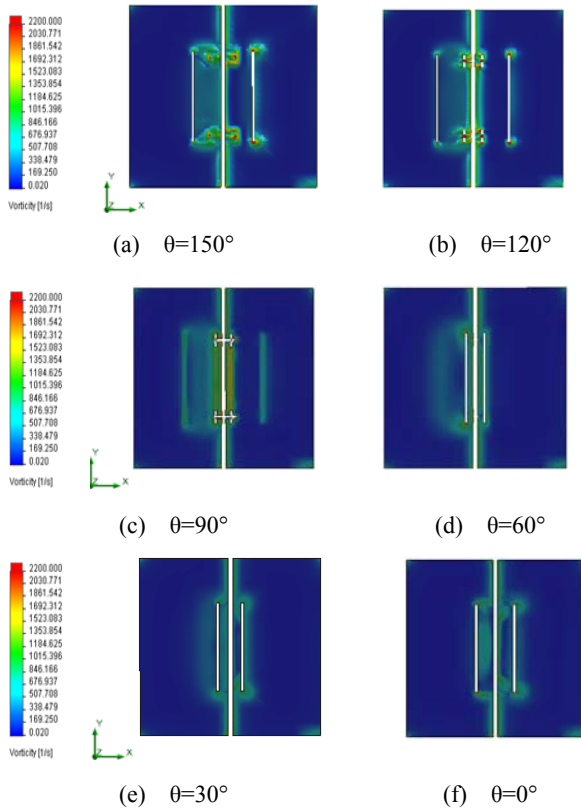 2200.000
2030.771
1861.542
1692.312
1523.083
1353.854
1184.625
1015.396
846.166
676.937
507.708
338.479
169.250
0.020
Vorticity [1/s]
Y
Z X
Y
Z X
(a) θ=150°
(b) θ=120°
2200.000
2030.771
1861.542
1692.312
1523.083
1353.854
1184.625
1015.396
846.166
676.937
507.708
338.479
169.250
0.020
Vorticity [1/s]
Y
Z X
(c) θ=90°
(d) θ=60°
2200.000
2030.771
1861.542
1692.312
1523.083
1353.854
1184.625
1015.396
846.166
676.937
507.708
338.479
169.250
0.020
Vorticity [1/s]
Y
Z X
(e) θ=30°
(f) θ=0°